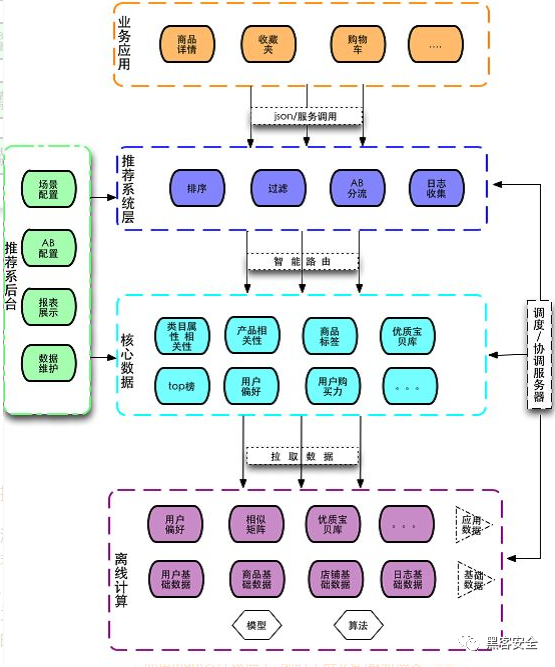 业务应用
商品
详情
收藏
夹
购物
车
....
json/服务调用
推荐系统层
排序
过滤
AB
分流
日志
收集
推荐系后台
场景
配置
AB
配置
报表
展示
数据
维护
智 能 路 由
核心数据
类目属
性 相
关性
产品相
关性
商品
标签
优质宝
贝库
top榜
用户
偏好
用户购
买力
。。。
调度/协调服务器
拉 取 数 据
离线计算
用户
偏好
相似
矩阵
优质宝
贝库
。。。
应用
数据
用户基
础数据
商品基
础数据
店铺基
础数据
日志基
础数据
基础
数据
模型
算法
黑客安全